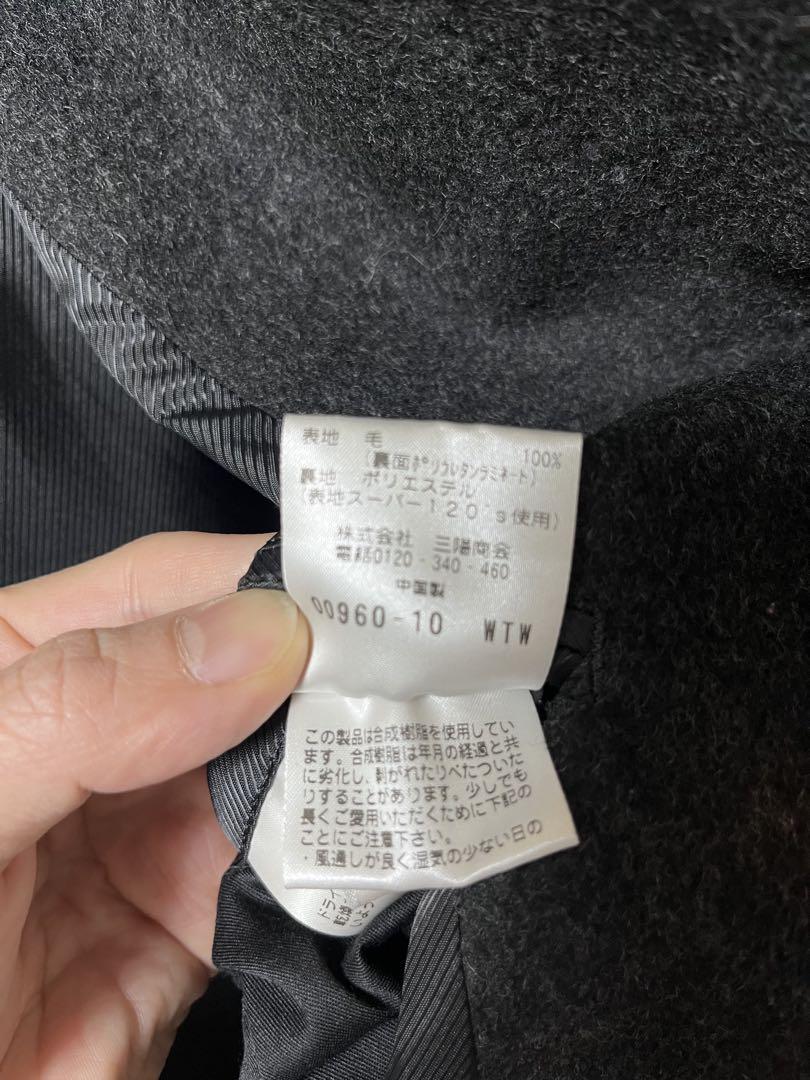 表地 毛 100%
(裏面ポリウレタンラミネート)
裏地 ポリエステル
(表地スーパー120's使用)
株式会社 三陽商会
電話0120-340-460
中国製
00960-10 WTW
この製品は合成樹脂を使用してい
ます。合成樹脂は年月の経過と共
に劣化し、剥がれたりべたついた
りすることがあります。少しでも
長くご愛用いただくために下記の
ことにご注意下さい。
・風通しが良く湿気の少ない日の
ドライ